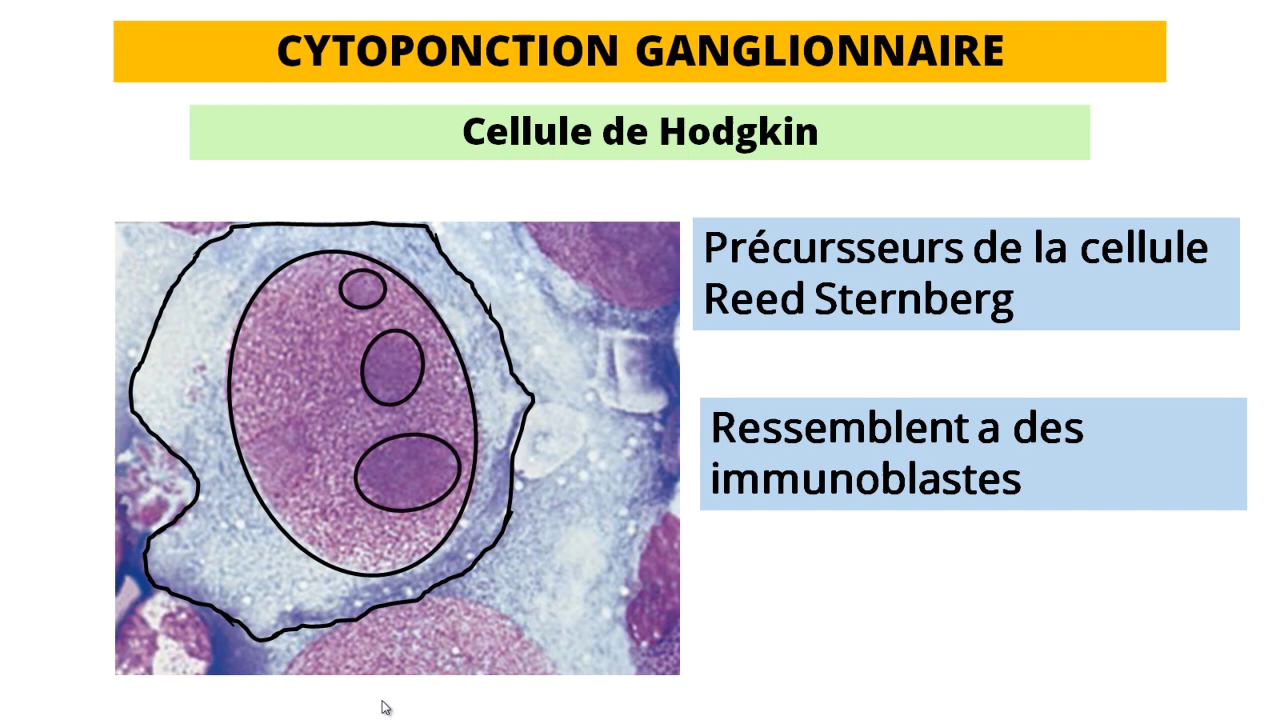 CYTOPONCTION GANGLIONNAIRE
Cellule de Hodgkin
Précursseurs de la cellule
Reed Sternberg
Ressemblent a des
immunoblastes